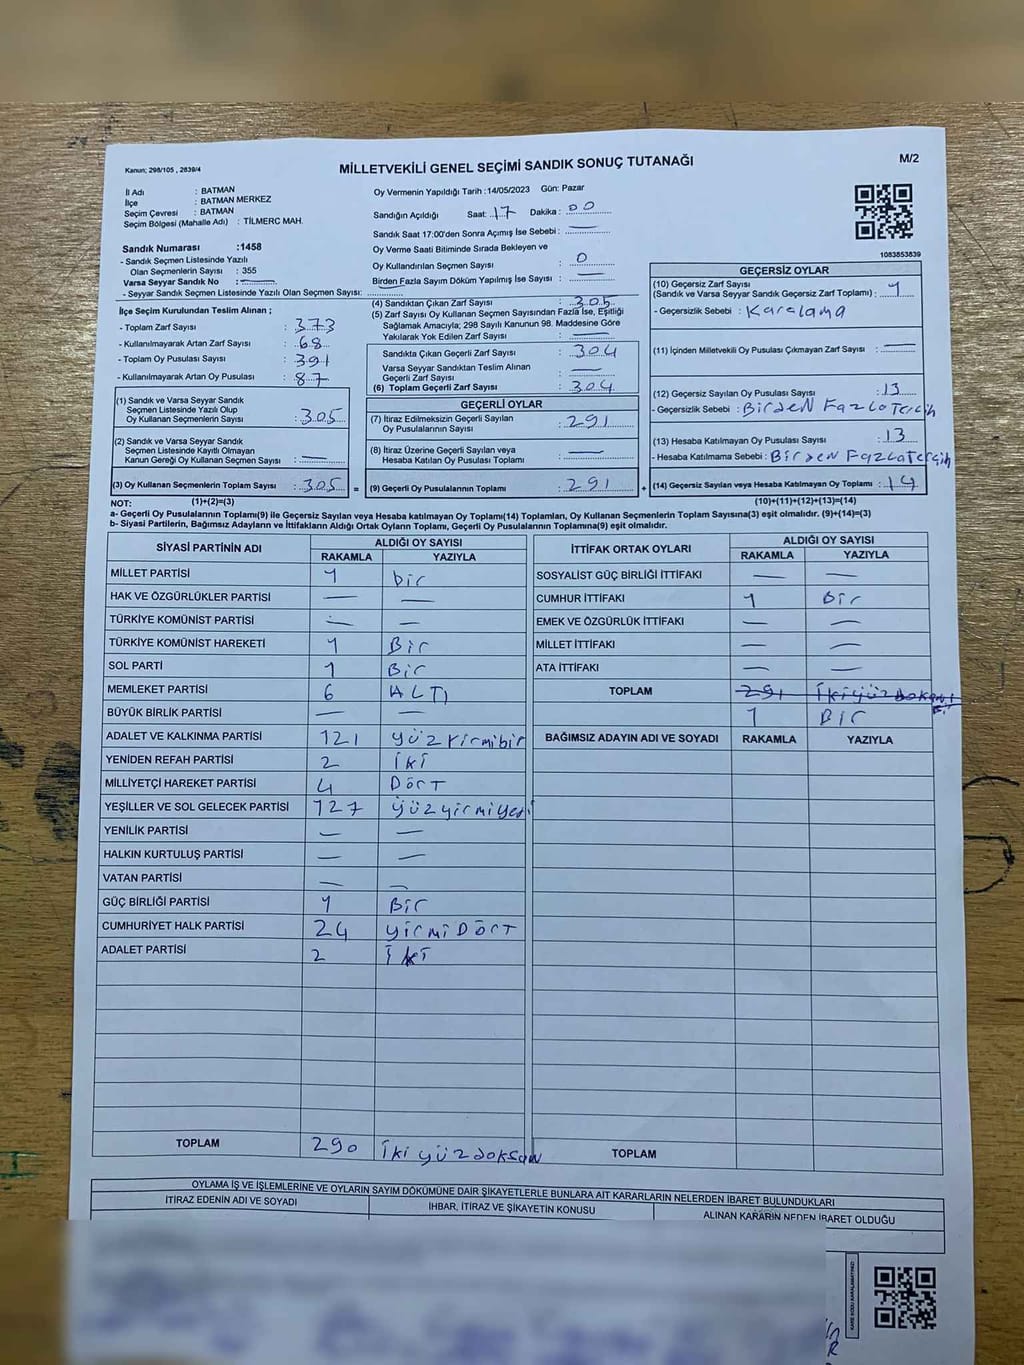 Kanun; 298/105 , 2839/4
MİLLETVEKİLİ GENEL SEÇİMİ SANDIK SONUÇ TUTANAĞI
M/2
İl Adı : BATMAN
İlçe : BATMAN MERKEZ
Seçim Çevresi : BATMAN
Seçim Bölgesi (Mahalle Adı) : TİLMERC MAH.
Sandık Numarası :1458
- Sandık Seçmen Listesinde Yazılı
Olan Seçmenlerin Sayısı : 355
Varsa Seyyar Sandık No :
- Seyyar Sandık Seçmen Listesinde Yazılı Olan Seçmen Sayısı:
İlçe Seçim Kurulundan Teslim Alınan ;
- Toplam Zarf Sayısı : 373
- Kullanılmayarak Artan Zarf Sayısı : 68
- Toplam Oy Pusulası Sayısı : 391
- Kullanılmayarak Artan Oy Pusulası : 87
(1) Sandık ve Varsa Seyyar Sandık
Seçmen Listesinde Yazılı Olup
Oy Kullanan Seçmenlerin Sayısı : 305
(2) Sandık ve Varsa Seyyar Sandık
Seçmen Listesinde Kayıtlı Olmayan
Kanun Gereği Oy Kullanan Seçmen Sayısı : —
(3) Oy Kullanan Seçmenlerin Toplam Sayısı : 305 =
(1)+(2)=(3)
Oy Vermenin Yapıldığı Tarih :14/05/2023 Gün: Pazar
Sandığın Açıldığı Saat: 17 Dakika : 00
Sandık Saat 17:00'den Sonra Açımış İse Sebebi : —
Oy Verme Saati Bitiminde Sırada Bekleyen ve
Oy Kullandırılan Seçmen Sayısı : 0
Birden Fazla Sayım Döküm Yapılmış İse Sayısı : —
(4) Sandıktan Çıkan Zarf Sayısı : 305
(5) Zarf Sayısı Oy Kullanan Seçmen Sayısından Fazla İse, Eşitliği
Sağlamak Amacıyla; 298 Sayılı Kanunun 98. Maddesine Göre
Yakılarak Yok Edilen Zarf Sayısı : —
Sandıkta Çıkan Geçerli Zarf Sayısı : 304
Varsa Seyyar Sandıktan Teslim Alınan
Geçerli Zarf Sayısı : —
(6) Toplam Geçerli Zarf Sayısı : 304
GEÇERLİ OYLAR
(7) İtiraz Edilmeksizin Geçerli Sayılan
Oy Pusulalarının Sayısı : 291
(8) İtiraz Üzerine Geçerli Sayılan veya
Hesaba Katılan Oy Pusulası Toplamı : —
(9) Geçerli Oy Pusulalarının Toplamı : 291 +
1083853839
GEÇERSİZ OYLAR
(10) Geçersiz Zarf Sayısı
(Sandık ve Varsa Seyyar Sandık Geçersiz Zarf Toplamı) : 1
- Geçersizlik Sebebi : Karalama
(11) İçinden Milletvekili Oy Pusulası Çıkmayan Zarf Sayısı : —
(12) Geçersiz Sayılan Oy Pusulası Sayısı : 13
- Geçersizlik Sebebi : Birden Fazla Tercih
(13) Hesaba Katılmayan Oy Pusulası Sayısı : 13
- Hesaba Katılmama Sebebi : Birden Fazla Tercih
(14) Geçersiz Sayılan veya Hesaba Katılmayan Oy Toplamı : 14
(10)+(11)+(12)+(13)=(14)
NOT:
a- Geçerli Oy Pusulalarının Toplamı(9) ile Geçersiz Sayılan veya Hesaba katılmayan Oy Toplamı(14) Toplamları, Oy Kullanan Seçmenlerin Toplam Sayısına(3) eşit olmalıdır. (9)+(14)=(3)
b- Siyasi Partilerin, Bağımsız Adayların ve İttifakların Aldığı Ortak Oyların Toplamı, Geçerli Oy Pusulalarının Toplamına(9) eşit olmalıdır.
SİYASİ PARTİNİN ADI ALDIĞI OY SAYISI
RAKAMLA YAZIYLA
MİLLET PARTİSİ 1 bir
HAK VE ÖZGÜRLÜKLER PARTİSİ — —
TÜRKİYE KOMÜNİST PARTİSİ — —
TÜRKİYE KOMÜNİST HAREKETİ 1 Bir
SOL PARTİ 1 Bir
MEMLEKET PARTİSİ 6 ALTI
BÜYÜK BİRLİK PARTİSİ — —
ADALET VE KALKINMA PARTİSİ 121 yüzyirmibir
YENİDEN REFAH PARTİSİ 2 iki
MİLLİYETÇİ HAREKET PARTİSİ 4 Dört
YEŞİLLER VE SOL GELECEK PARTİSİ 127 yüzyirmiyedi
YENİLİK PARTİSİ — —
HALKIN KURTULUŞ PARTİSİ — —
VATAN PARTİSİ — —
GÜÇ BİRLİĞİ PARTİSİ 1 Bir
CUMHURİYET HALK PARTİSİ 24 yirmi Dört
ADALET PARTİSİ 2 iki
TOPLAM 290 ikiyüzdoksan
İTTİFAK ORTAK OYLARI ALDIĞI OY SAYISI
RAKAMLA YAZIYLA
SOSYALİST GÜÇ BİRLİĞİ İTTİFAKI — —
CUMHUR İTTİFAKI 1 Bir
EMEK VE ÖZGÜRLÜK İTTİFAKI — —
MİLLET İTTİFAKI — —
ATA İTTİFAKI — —
TOPLAM 291
1 Bir
BAĞIMSIZ ADAYIN ADI VE SOYADI RAKAMLA YAZIYLA
TOPLAM
OYLAMA İŞ VE İŞLEMLERİNE VE OYLARIN SAYIM DÖKÜMÜNE DAİR ŞİKAYETLERLE BUNLARA AİT KARARLARIN NELERDEN İBARET BULUNDUKLARI
İTİRAZ EDENİN ADI VE SOYADI İHBAR, İTİRAZ VE ŞİKAYETİN KONUSU ALINAN KARARIN NEDEN İBARET OLDUĞU
KARE KODU KARALAMAYINIZ!